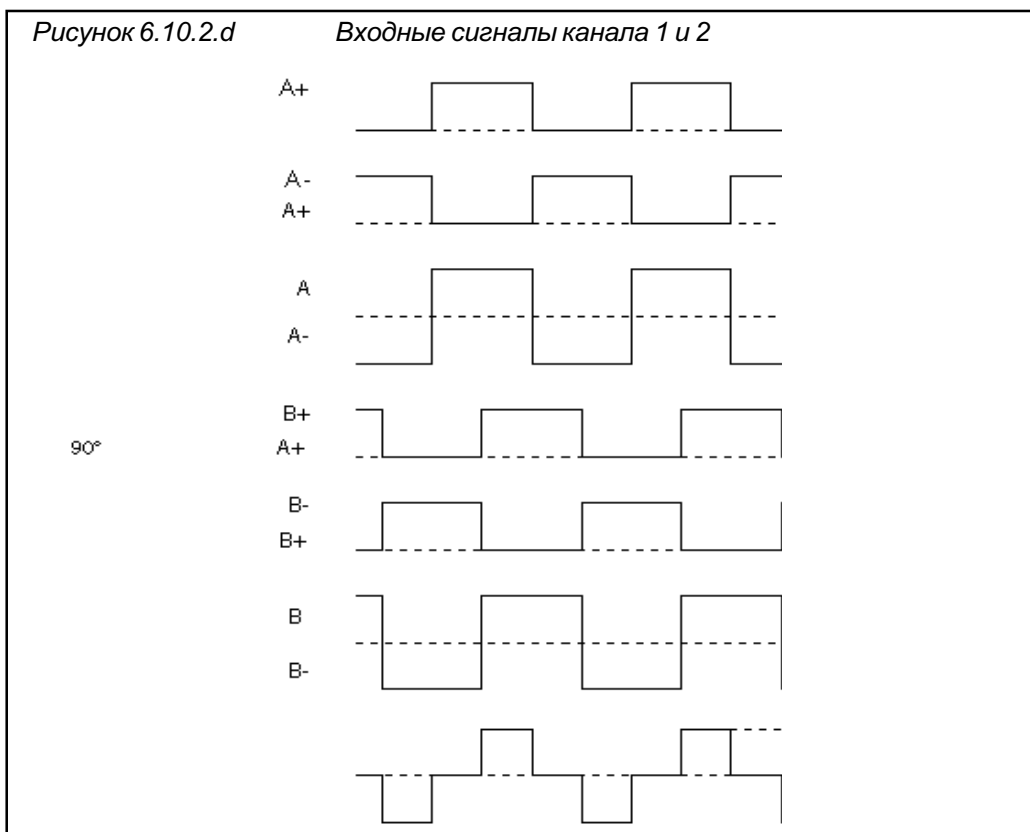 Рисунок 6.10.2.d Входные сигналы канала 1 и 2
A+
A-
A+
A
A-
B+
90° A+
B-
B+
B
B-